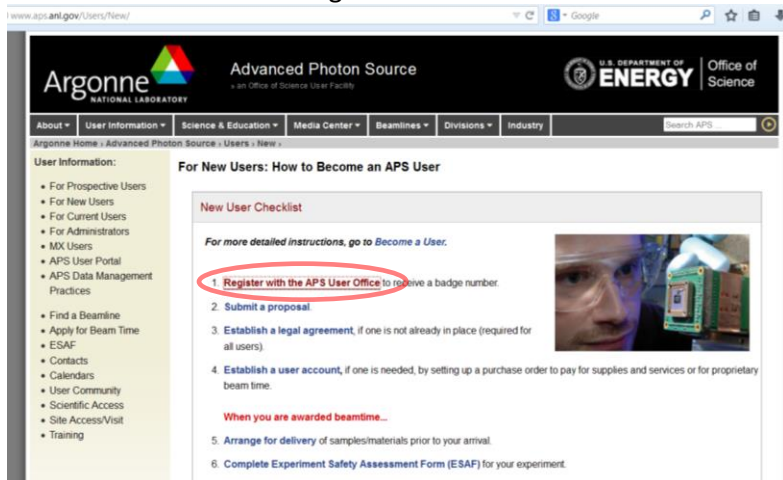 www.aps.anl.gov/Users/New/
Google
Argonne
NATIONAL LABORATORY
Advanced Photon Source
» an Office of Science User Facility
U.S. DEPARTMENT OF
ENERGY
Office of
Science
About User Information Science & Education Media Center Beamlines Divisions Industry
Search APS ...
Argonne Home › Advanced Photon Source › Users › New ›
User Information:
• For Prospective Users
• For New Users
• For Current Users
• For Administrators
• MX Users
• APS User Portal
• APS Data Management
Practices
• Find a Beamline
• Apply for Beam Time
• ESAF
• Contacts
• Calendars
• User Community
• Scientific Access
• Site Access/Visit
• Training
For New Users: How to Become an APS User
New User Checklist
For more detailed instructions, go to Become a User.
1. Register with the APS User Office to receive a badge number.
2. Submit a proposal.
3. Establish a legal agreement, if one is not already in place (required for
all users).
4. Establish a user account, if one is needed, by setting up a purchase order to pay for supplies and services or for proprietary
beam time.
When you are awarded beamtime...
5. Arrange for delivery of samples/materials prior to your arrival.
6. Complete Experiment Safety Assessment Form (ESAF) for your experiment.